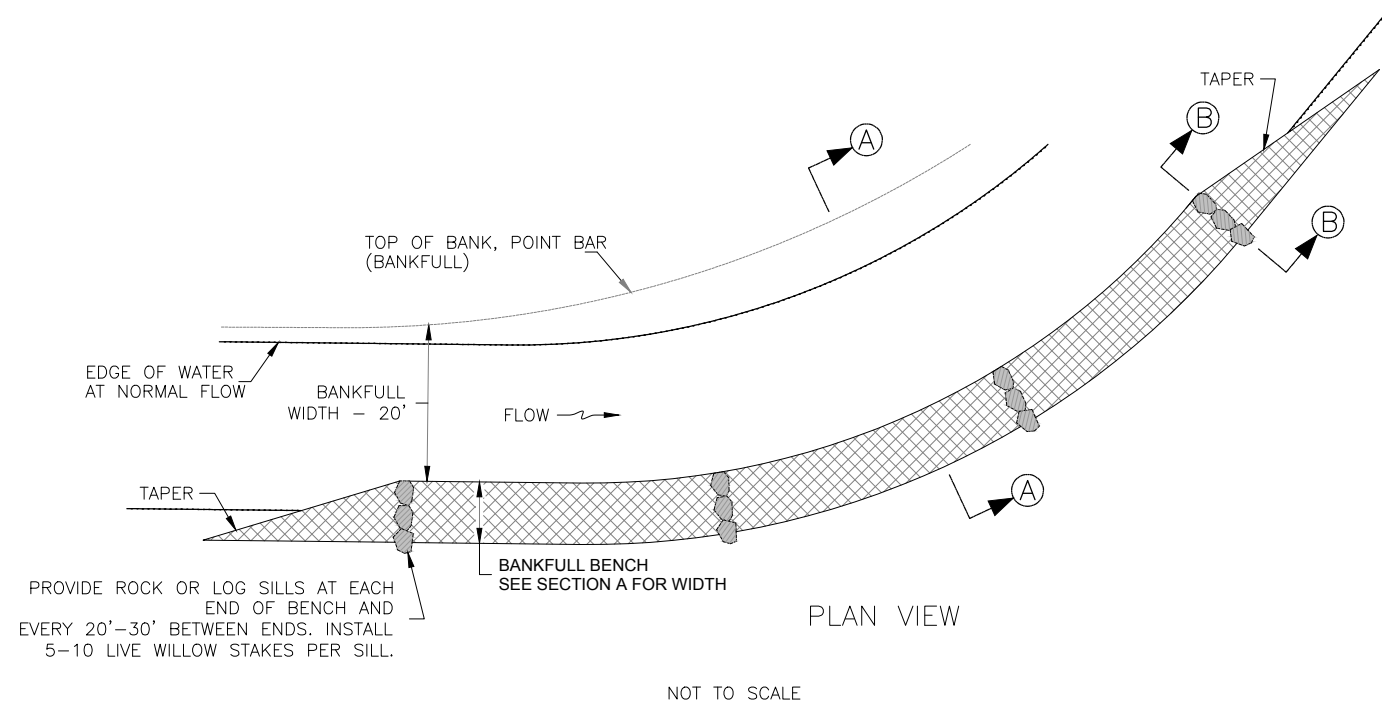 TAPER
B
A
B
TOP OF BANK, POINT BAR
(BANKFULL)
EDGE OF WATER
AT NORMAL FLOW
BANKFULL
WIDTH – 20'
FLOW
TAPER
A
BANKFULL BENCH
SEE SECTION A FOR WIDTH
PROVIDE ROCK OR LOG SILLS AT EACH
END OF BENCH AND
EVERY 20'–30' BETWEEN ENDS. INSTALL
5–10 LIVE WILLOW STAKES PER SILL.
PLAN VIEW
NOT TO SCALE